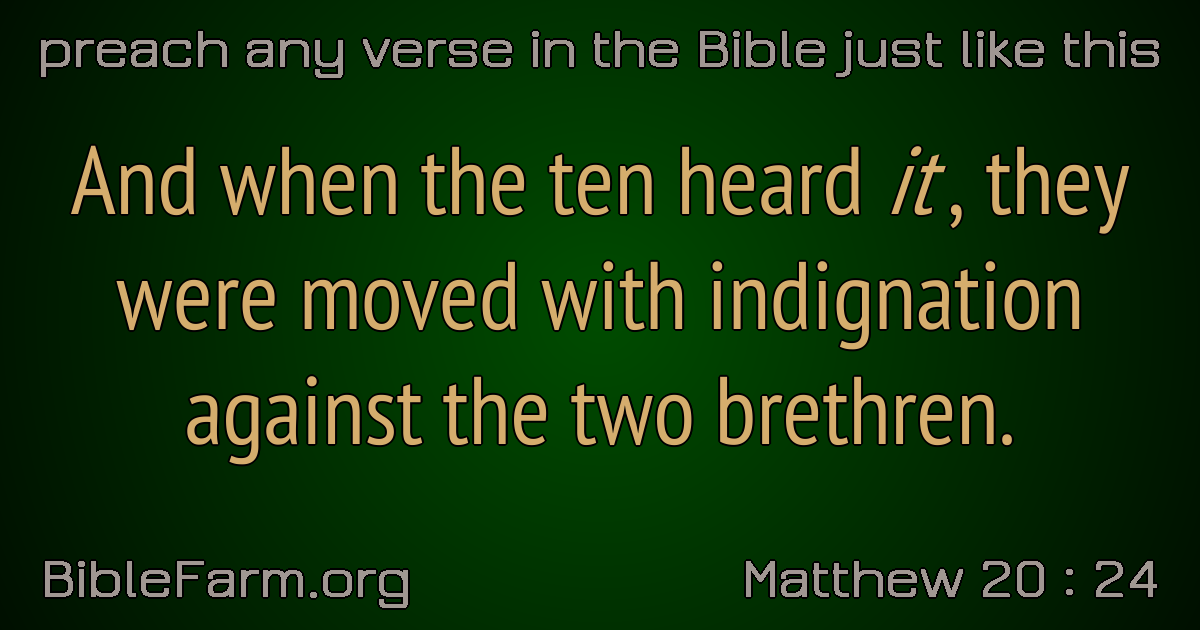 preach any verse in the Bible just like this
And when the ten heard it, they
were moved with indignation
against the two brethren.
BibleFarm.org
Matthew 20 : 24